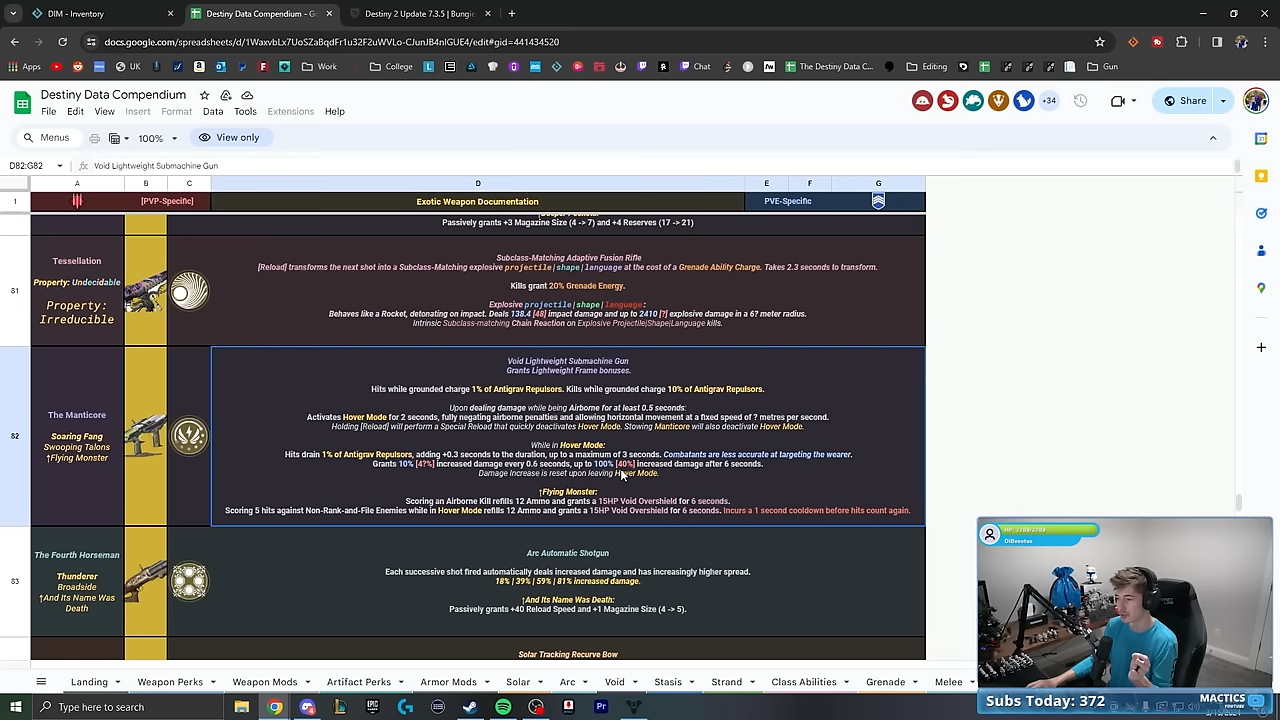 DIM - Inventory
Destiny Data Compendium - Go
Destiny 2 Update 7.3.5 | Bungie
docs.google.com/spreadsheets/d/1WaxvbLx7UoSZaBqdFr1u32F2uWVLo-CJunJB4nlGUE4/edit#gid=441434520
Apps
UK
Work
College
Chat
The Destiny Data C...
Editing
Gun
Destiny Data Compendium
File Edit View Insert Format Data Tools Extensions Help
+34
Share
Menus
100%
View only
D82:G82
Void Lightweight Submachine Gun
A B C D E F G
1
[PVP-Specific]
Exotic Weapon Documentation
PVE-Specific
Passively grants +3 Magazine Size (4 -> 7) and +4 Reserves (17 -> 21)
81
Tessellation
Property: Undecidable
Property:
Irreducible
Subclass-Matching Adaptive Fusion Rifle
[Reload] transforms the next shot into a Subclass-Matching explosive projectile|shape|language at the cost of a Grenade Ability Charge. Takes 2.3 seconds to transform.
Kills grant 20% Grenade Energy.
Explosive projectile|shape|language:
Behaves like a Rocket, detonating on impact. Deals 138.4 [48] impact damage and up to 2410 [?] explosive damage in a 6? meter radius.
Intrinsic Subclass-matching Chain Reaction on Explosive Projectile|Shape|Language kills.
82
The Manticore
Soaring Fang
Swooping Talons
↑Flying Monster
Void Lightweight Submachine Gun
Grants Lightweight Frame bonuses.
Hits while grounded charge 1% of Antigrav Repulsors. Kills while grounded charge 10% of Antigrav Repulsors.
Upon dealing damage while being Airborne for at least 0.5 seconds:
Activates Hover Mode for 2 seconds, fully negating airborne penalties and allowing horizontal movement at a fixed speed of ? metres per second.
Holding [Reload] will perform a Special Reload that quickly deactivates Hover Mode. Stowing Manticore will also deactivate Hover Mode.
While in Hover Mode:
Hits drain 1% of Antigrav Repulsors, adding +0.3 seconds to the duration, up to a maximum of 3 seconds. Combatants are less accurate at targeting the wearer.
Grants 10% [4?%] increased damage every 0.6 seconds, up to 100% [40%] increased damage after 6 seconds.
Damage Increase is reset upon leaving Hover Mode.
↑Flying Monster:
Scoring an Airborne Kill refills 12 Ammo and grants a 15HP Void Overshield for 6 seconds.
Scoring 5 hits against Non-Rank-and-File Enemies while in Hover Mode refills 12 Ammo and grants a 15HP Void Overshield for 6 seconds. Incurs a 1 second cooldown before hits count again.
83
The Fourth Horseman
Thunderer
Broadside
↑And Its Name Was
Death
Arc Automatic Shotgun
Each successive shot fired automatically deals increased damage and has increasingly higher spread.
18% | 39% | 59% | 81% increased damage.
↑And Its Name Was Death:
Passively grants +40 Reload Speed and +1 Magazine Size (4 -> 5).
Solar Tracking Recurve Bow
Landing Weapon Perks Weapon Mods Artifact Perks Armor Mods Solar Arc Void Stasis Strand Class Abilities Grenade Melee
Type here to search
DiBeeetus
Subs Today: 372
MACTICS
YOUTUBE